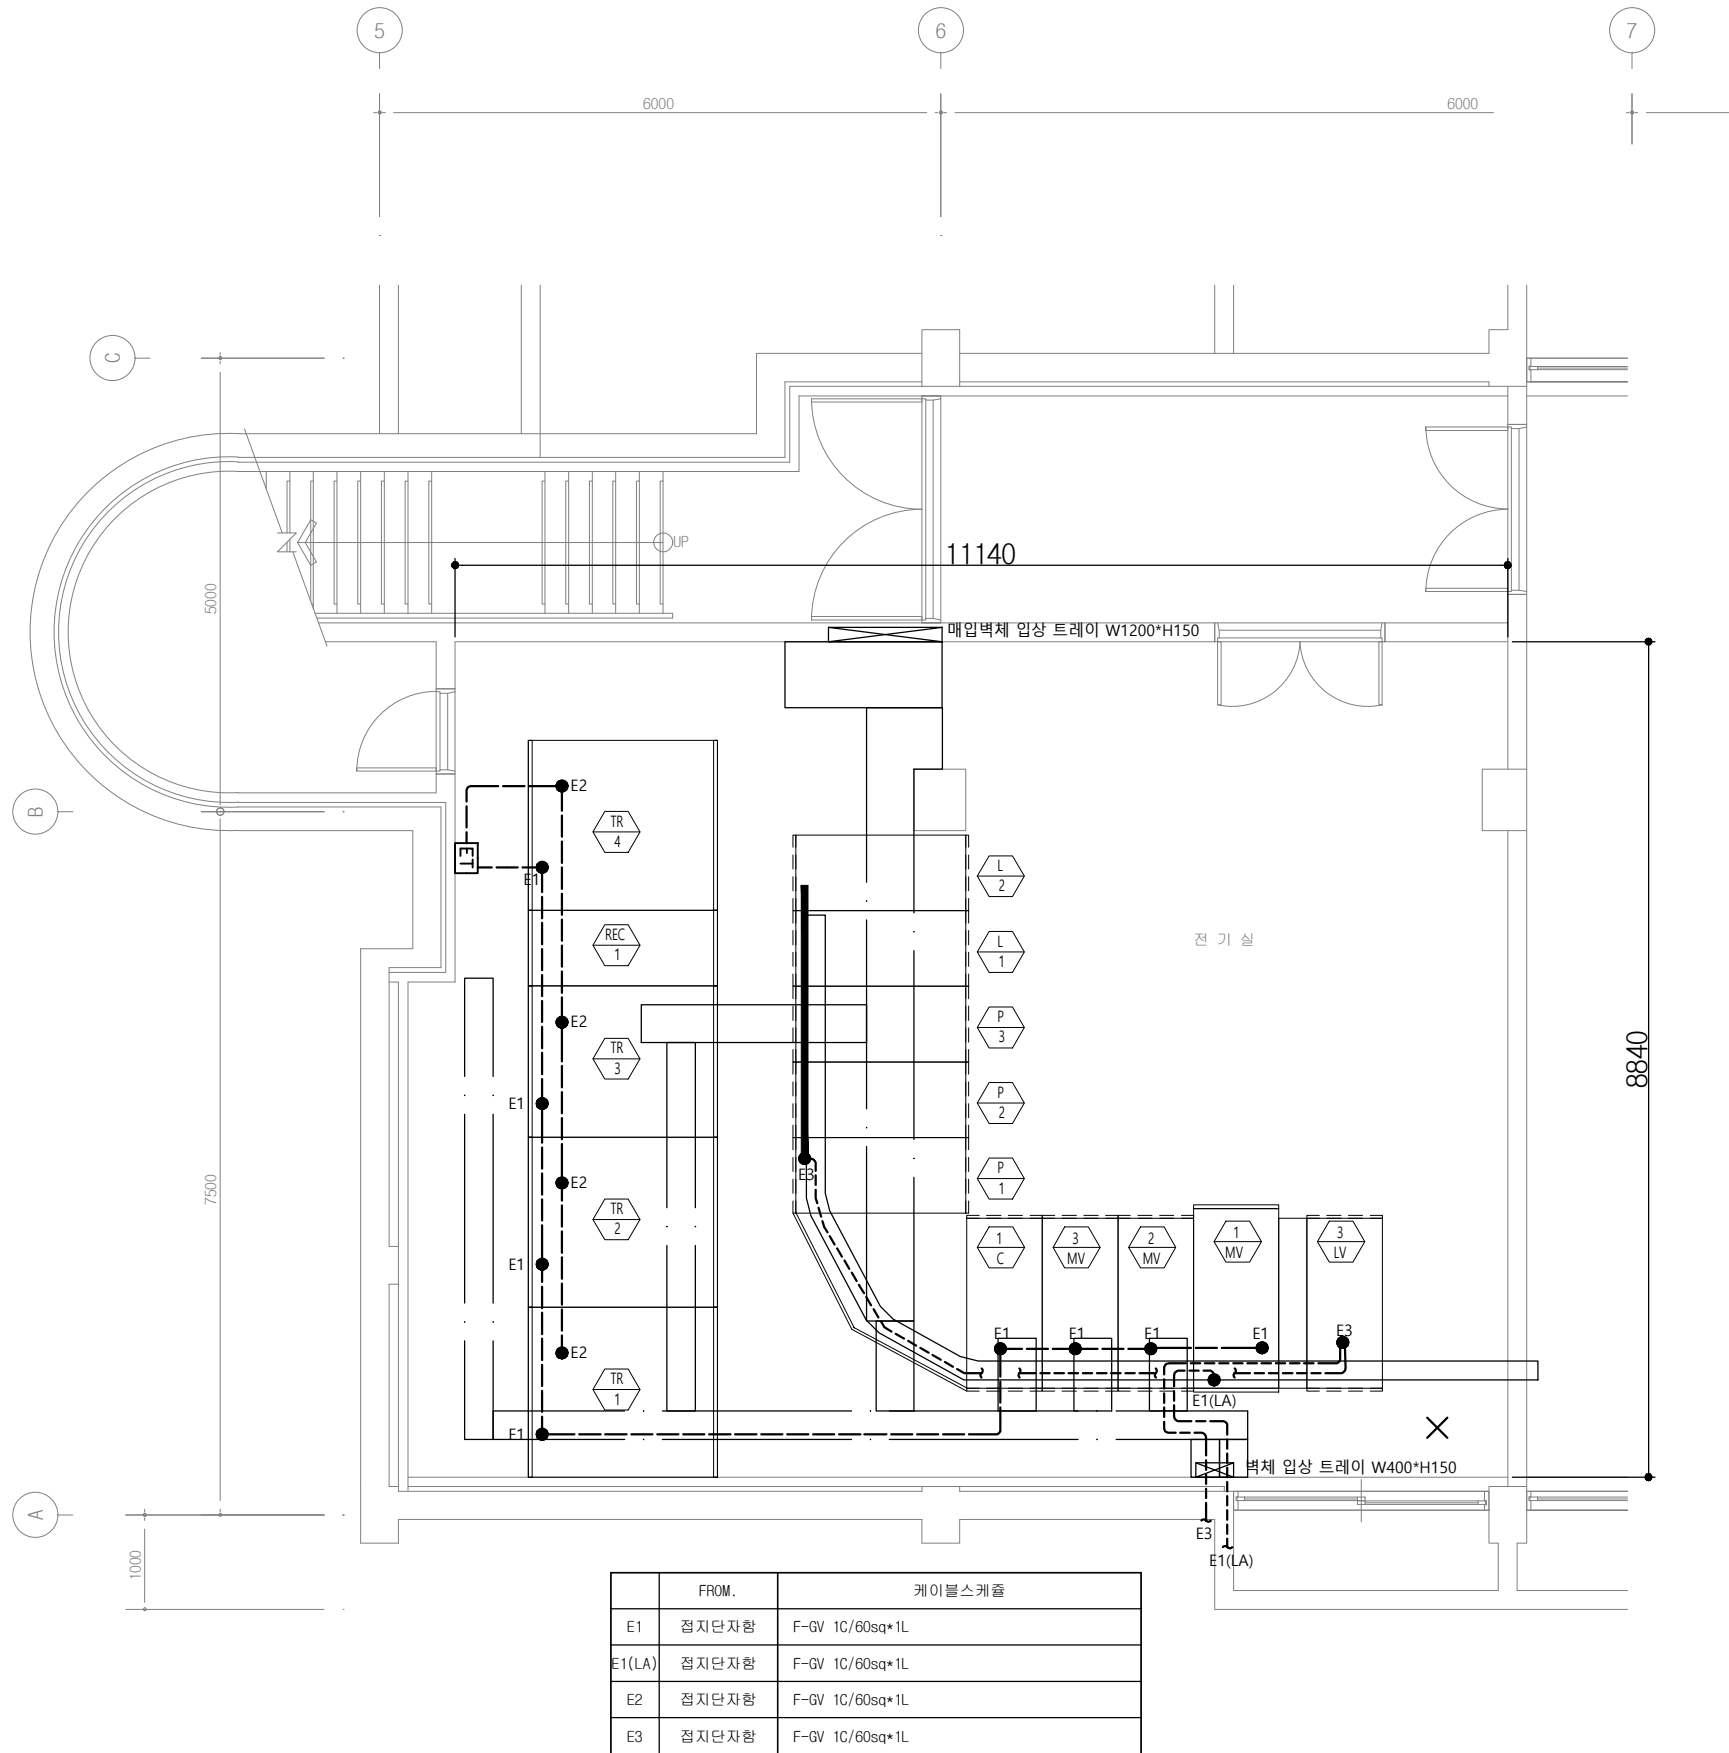 5
6
7
6000
6000
C
UP
11140
5000
매입벽체 입상 트레이 W1200*H150
E2
B
TR
4
ET
E1
L
2
REC
1
L
1
전 기 실
E2
TR
3
P
3
8840
E1
P
2
E3
P
1
E2
7500
TR
2
E1
1
C
3
MV
2
MV
1
MV
3
LV
E1
E1
E1
E1
E3
E2
TR
1
E1(LA)
E1
벽체 입상 트레이 W400*H150
A
E3
E1(LA)
1000
FROM. 케이블스케쥴
E1 접지단자함 F-GV 1C/60sq*1L
E1(LA) 접지단자함 F-GV 1C/60sq*1L
E2 접지단자함 F-GV 1C/60sq*1L
E3 접지단자함 F-GV 1C/60sq*1L